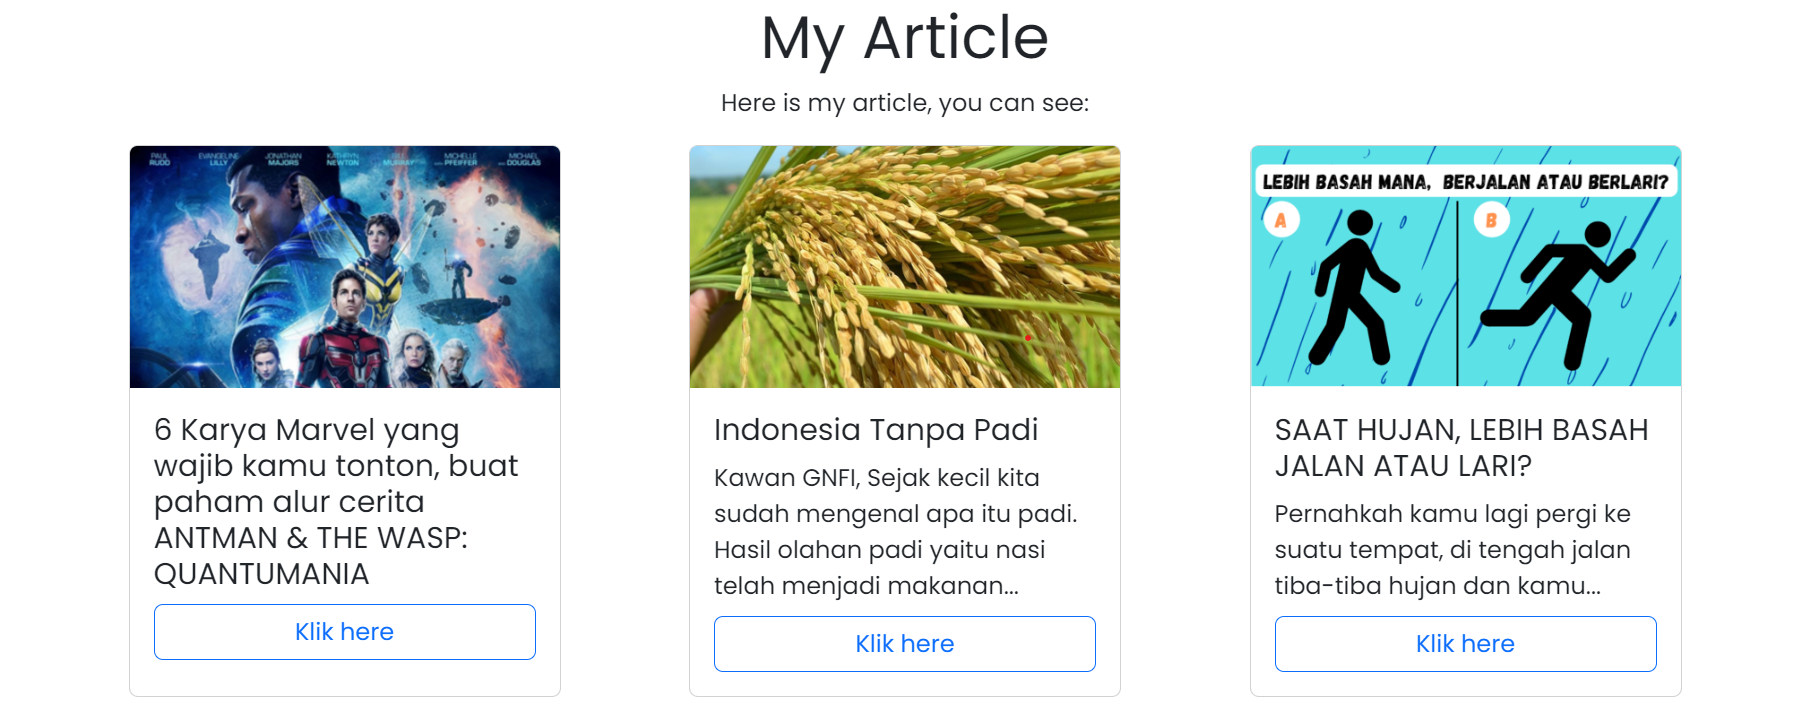 My Article
Here is my article, you can see:
PAUL RUDD EVANGELINE LILLY JONATHAN MAJORS KATHRYN NEWTON BILL MURRAY WITH MICHELLE PFEIFFER AND MICHAEL DOUGLAS
6 Karya Marvel yang
wajib kamu tonton, buat
paham alur cerita
ANTMAN & THE WASP:
QUANTUMANIA
Klik here
Indonesia Tanpa Padi
Kawan GNFI, Sejak kecil kita
sudah mengenal apa itu padi.
Hasil olahan padi yaitu nasi
telah menjadi makanan...
Klik here
LEBIH BASAH MANA, BERJALAN ATAU BERLARI?
A
B
SAAT HUJAN, LEBIH BASAH
JALAN ATAU LARI?
Pernahkah kamu lagi pergi ke
suatu tempat, di tengah jalan
tiba-tiba hujan dan kamu...
Klik here